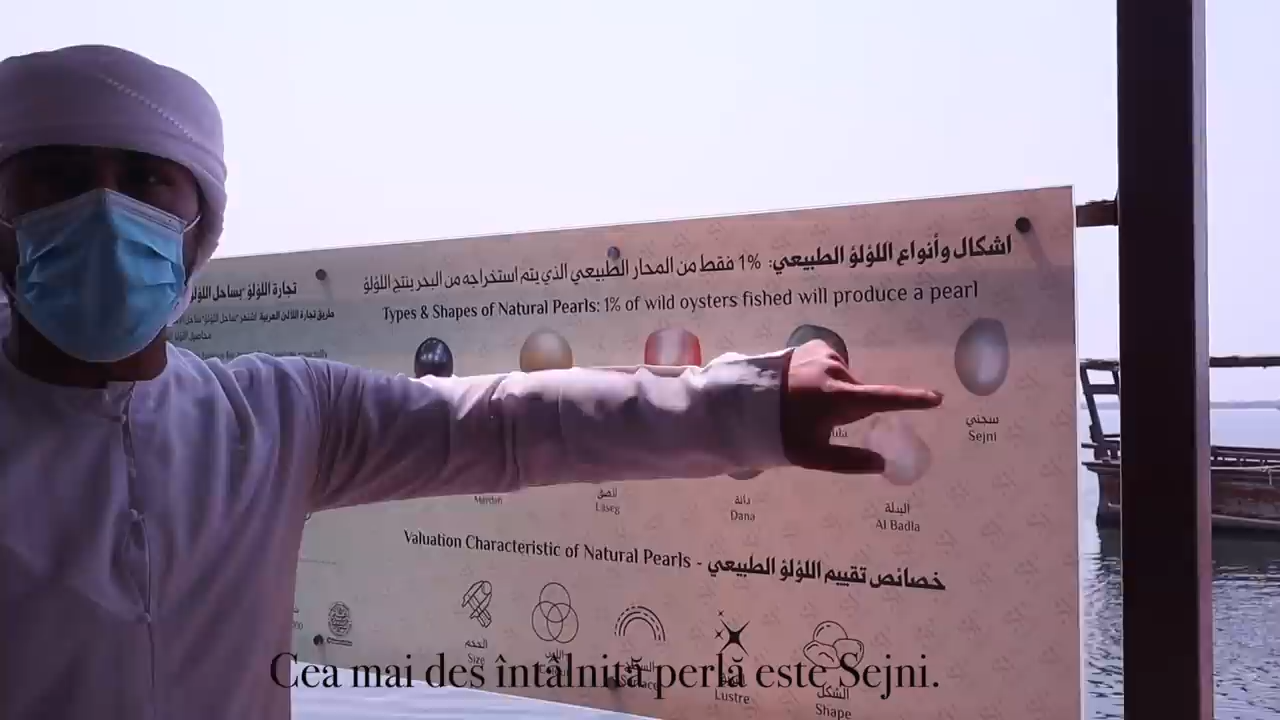 اشكال وأنواع اللؤلؤ الطبيعي: 1% فقط من المحار الطبيعي الذي يتم استخراجه من البحر ينتج اللؤلؤ
Types & Shapes of Natural Pearls: 1% of wild oysters fished will produce a pearl
تجارة اللؤلؤ "بساحل اللؤلؤ
سجني
Sejni
لاصق
Laseg
دانة
Dana
البدلة
Al Badla
Valuation Characteristic of Natural Pearls - خصائص تقييم اللؤلؤ الطبيعي
الحجم
Size
Lustre
الشكل
Shape
Cea mai des întâlnită perlă este Sejni.